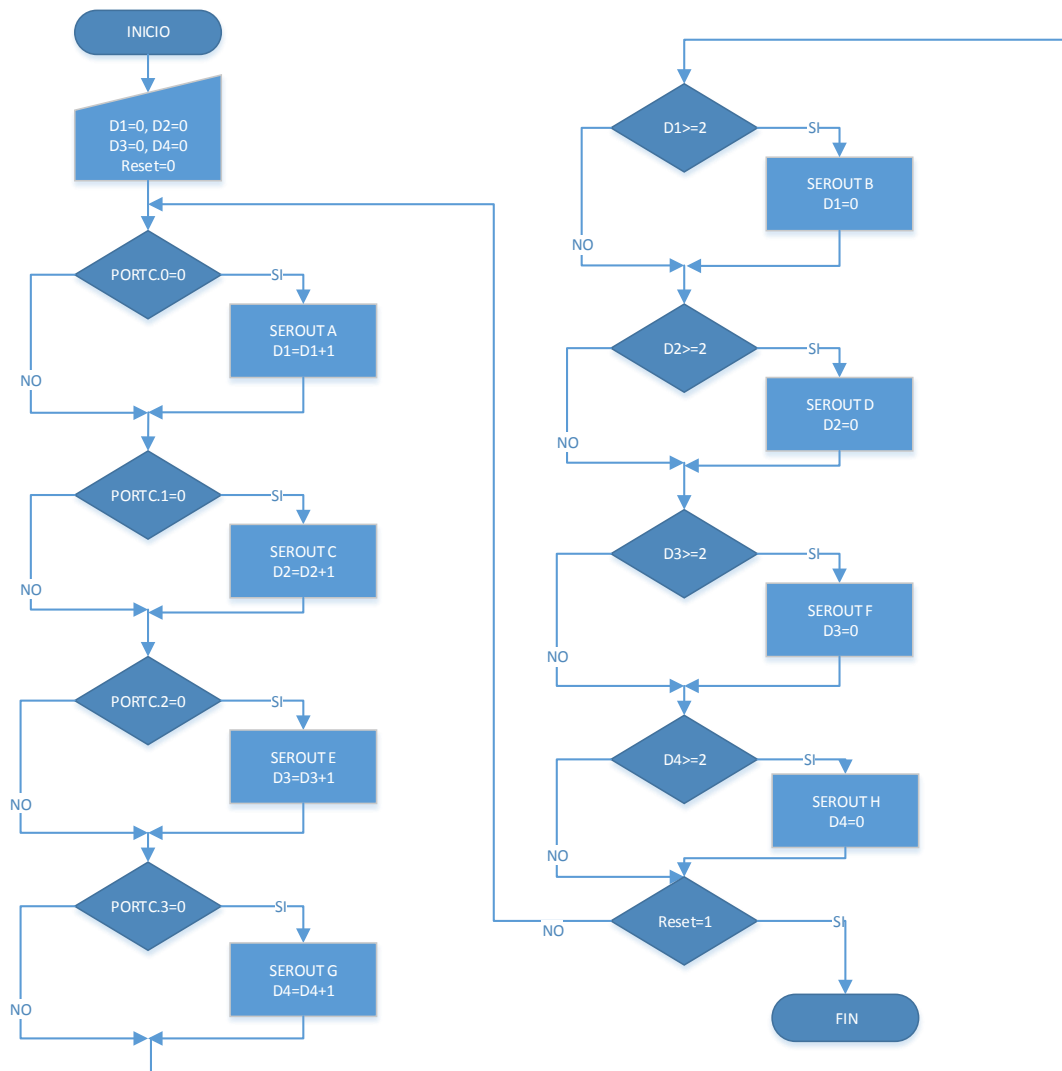 INICIO
D1=0, D2=0
D3=0, D4=0
Reset=0
PORTC.0=0
SI
SEROUT A
D1=D1+1
NO
PORTC.1=0
SI
SEROUT C
D2=D2+1
NO
PORTC.2=0
SI
SEROUT E
D3=D3+1
NO
PORTC.3=0
SI
SEROUT G
D4=D4+1
NO
D1>=2
SI
SEROUT B
D1=0
NO
D2>=2
SI
SEROUT D
D2=0
NO
D3>=2
SI
SEROUT F
D3=0
NO
D4>=2
SI
SEROUT H
D4=0
NO
Reset=1
NO
SI
FIN